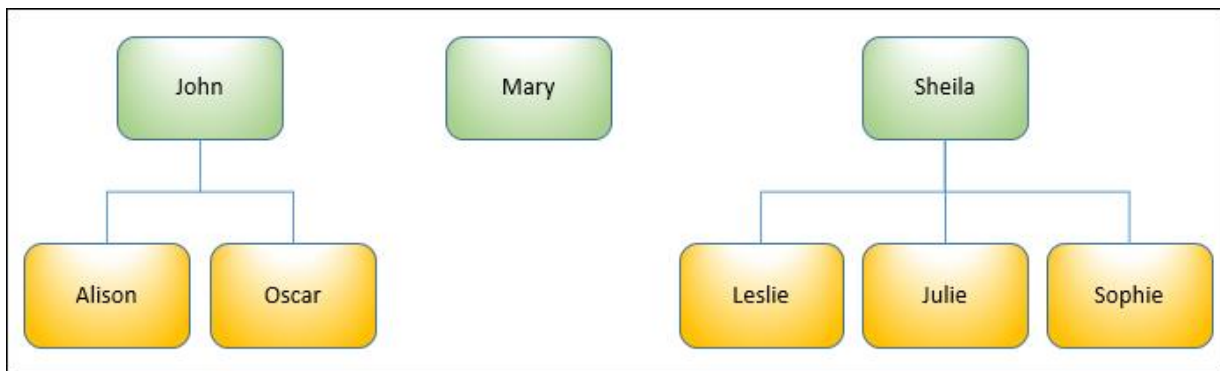 John
Mary
Sheila
Alison
Oscar
Leslie
Julie
Sophie